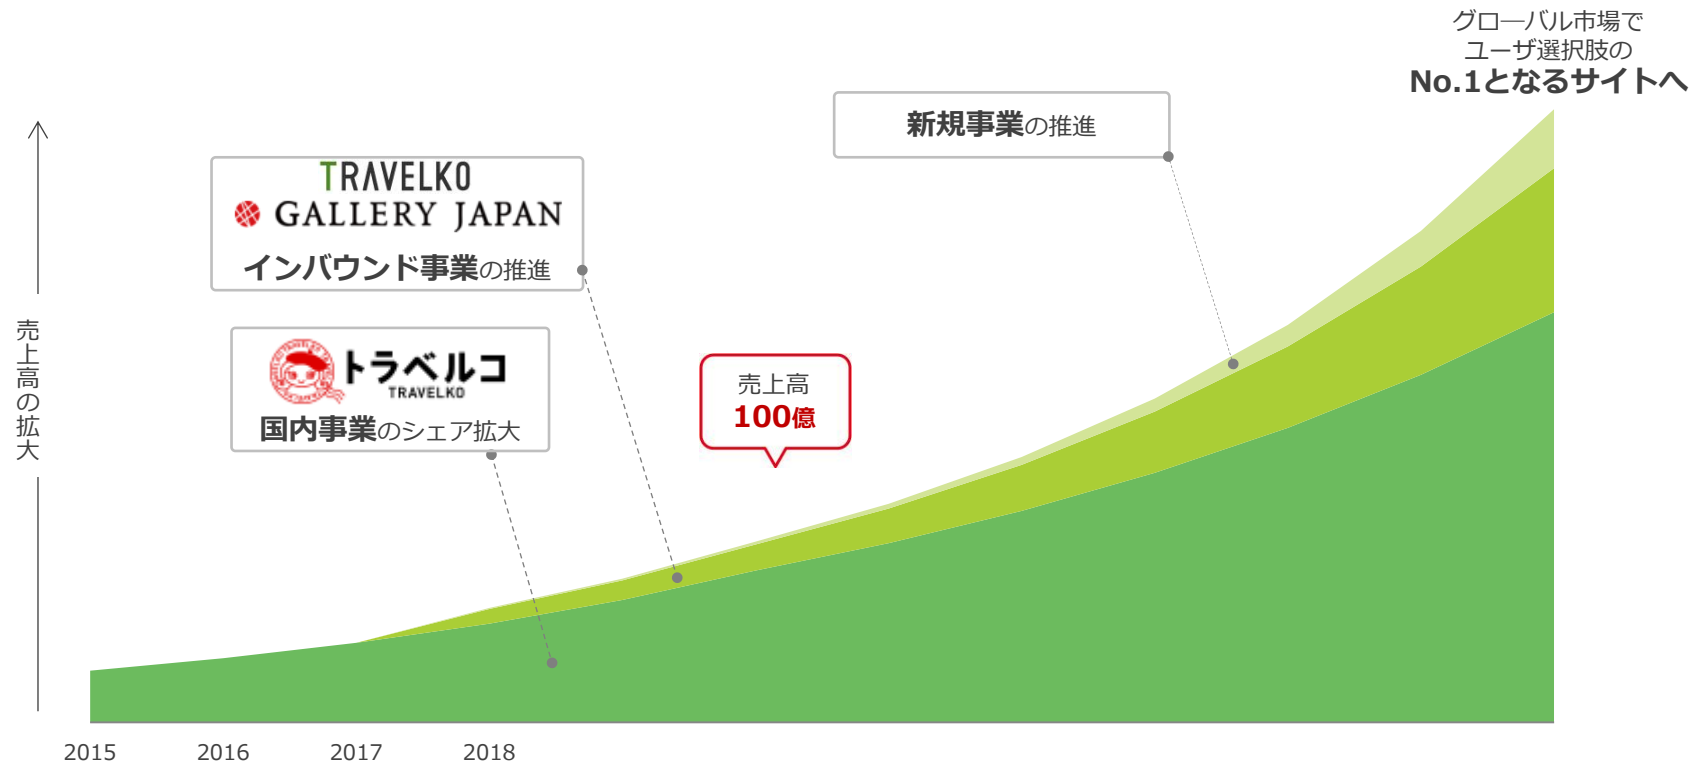 グローバル市場で
ユーザ選択肢の
No.1となるサイトへ
新規事業の推進
TRAVELKO
GALLERY JAPAN
インバウンド事業の推進
トラベルコ
TRAVELKO
国内事業のシェア拡大
売上高
100億
売上高の拡大
2015 2016 2017 2018